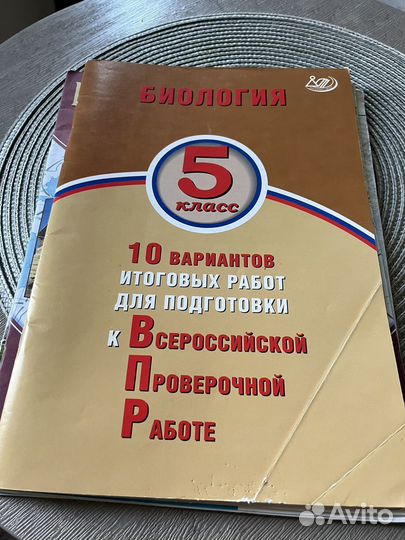 БИОЛОГИЯ
5
класс
10 ВАРИАНТОВ
ИТОГОВЫХ РАБОТ
ДЛЯ ПОДГОТОВКИ
К ВСЕРОССИЙСКОЙ
ПРОВЕРОЧНОЙ
РАБОТЕ
Avito